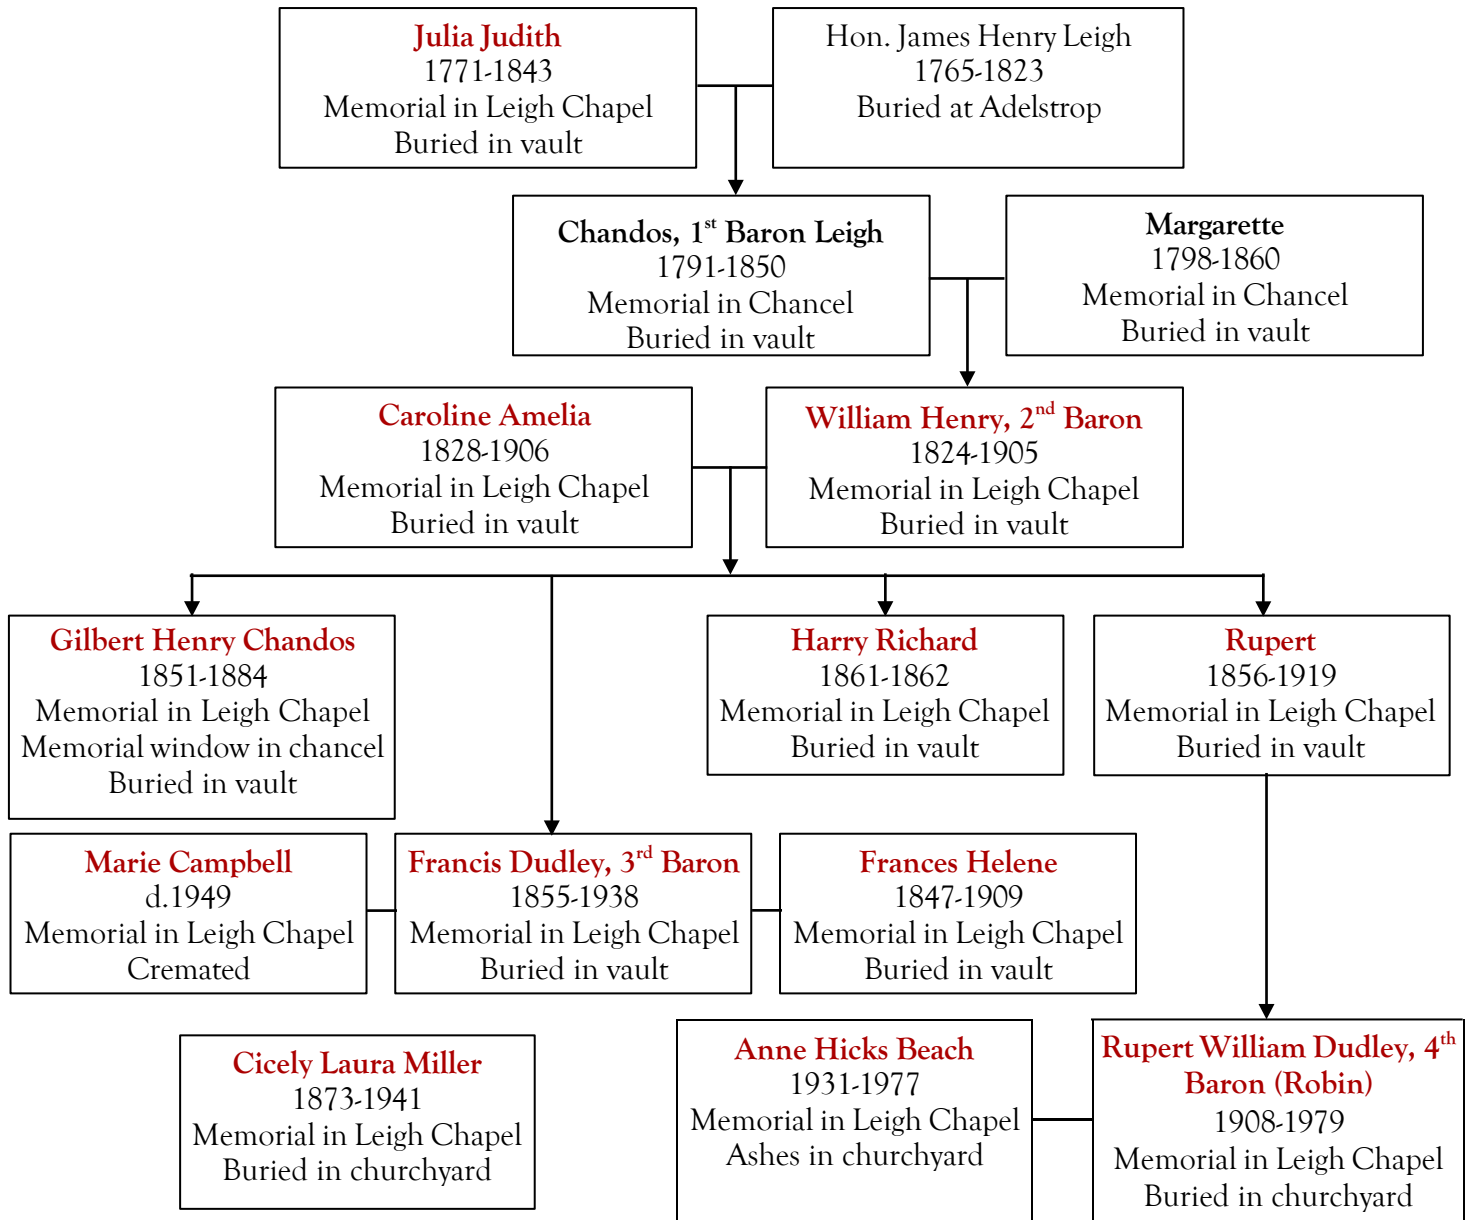 Julia Judith
1771-1843
Memorial in Leigh Chapel
Buried in vault
Hon. James Henry Leigh
1765-1823
Buried at Adelstrop
Chandos, 1st Baron Leigh
1791-1850
Memorial in Chancel
Buried in vault
Margarette
1798-1860
Memorial in Chancel
Buried in vault
Caroline Amelia
1828-1906
Memorial in Leigh Chapel
Buried in vault
William Henry, 2nd Baron
1824-1905
Memorial in Leigh Chapel
Buried in vault
Gilbert Henry Chandos
1851-1884
Memorial in Leigh Chapel
Memorial window in chancel
Buried in vault
Harry Richard
1861-1862
Memorial in Leigh Chapel
Buried in vault
Rupert
1856-1919
Memorial in Leigh Chapel
Buried in vault
Marie Campbell
d.1949
Memorial in Leigh Chapel
Cremated
Francis Dudley, 3rd Baron
1855-1938
Memorial in Leigh Chapel
Buried in vault
Frances Helene
1847-1909
Memorial in Leigh Chapel
Buried in vault
Cicely Laura Miller
1873-1941
Memorial in Leigh Chapel
Buried in churchyard
Anne Hicks Beach
1931-1977
Memorial in Leigh Chapel
Ashes in churchyard
Rupert William Dudley, 4th
Baron (Robin)
1908-1979
Memorial in Leigh Chapel
Buried in churchyard